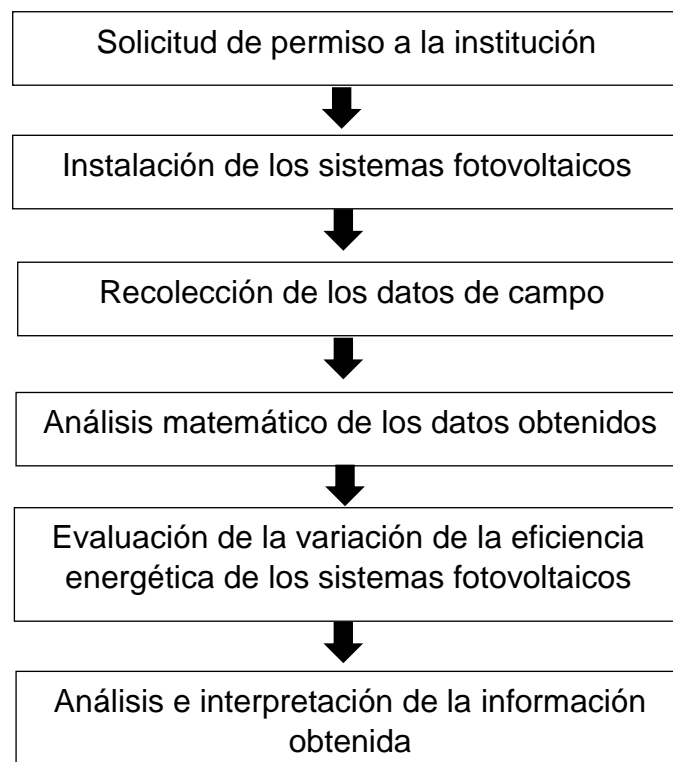 Solicitud de permiso a la institución
Instalación de los sistemas fotovoltaicos
Recolección de los datos de campo
Análisis matemático de los datos obtenidos
Evaluación de la variación de la eficiencia
energética de los sistemas fotovoltaicos
Análisis e interpretación de la información
obtenida